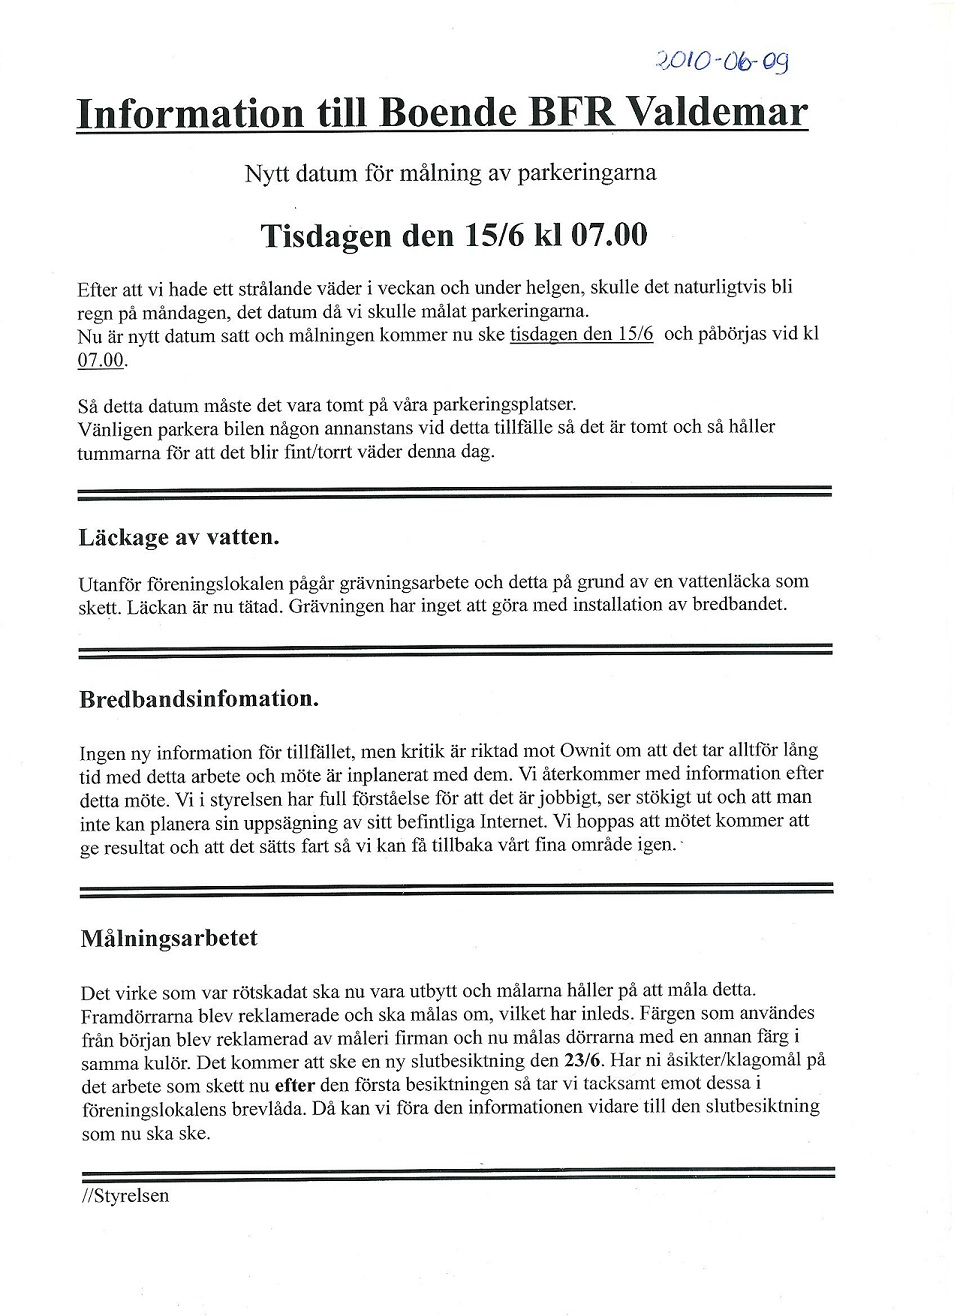 2010-06-09
Information till Boende BFR Valdemar
Nytt datum för målning av parkeringarna
Tisdagen den 15/6 kl 07.00
Efter att vi hade ett strålande väder i veckan och under helgen, skulle det naturligtvis bli
regn på måndagen, det datum då vi skulle målat parkeringarna.
Nu är nytt datum satt och målningen kommer nu ske tisdagen den 15/6 och påbörjas vid kl
07.00.
Så detta datum måste det vara tomt på våra parkeringsplatser.
Vänligen parkera bilen någon annanstans vid detta tillfälle så det är tomt och så håller
tummarna för att det blir fint/torrt väder denna dag.
Läckage av vatten.
Utanför föreningslokalen pågår grävningsarbete och detta på grund av en vattenläcka som
skett. Läckan är nu tätad. Grävningen har inget att göra med installation av bredbandet.
Bredbandsinfomation.
Ingen ny information för tillfället, men kritik är riktad mot Ownit om att det tar alltför lång
tid med detta arbete och möte är inplanerat med dem. Vi återkommer med information efter
detta möte. Vi i styrelsen har full förståelse för att det är jobbigt, ser stökigt ut och att man
inte kan planera sin uppsägning av sitt befintliga Internet. Vi hoppas att mötet kommer att
ge resultat och att det sätts fart så vi kan få tillbaka vårt fina område igen.
Målningsarbetet
Det virke som var rötskadat ska nu vara utbytt och målarna håller på att måla detta.
Framdörrarna blev reklamerade och ska målas om, vilket har inleds. Färgen som användes
från början blev reklamerad av måleri firman och nu målas dörrarna med en annan färg i
samma kulör. Det kommer att ske en ny slutbesiktning den 23/6. Har ni åsikter/klagomål på
det arbete som skett nu efter den första besiktningen så tar vi tacksamt emot dessa i
föreningslokalens brevlåda. Då kan vi föra den informationen vidare till den slutbesiktning
som nu ska ske.
//Styrelsen